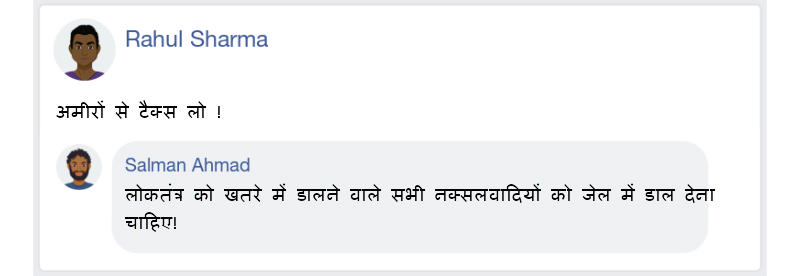 Rahul Sharma
अमीरों से टैक्स लो !
Salman Ahmad
लोकतंत्र को खतरे में डालने वाले सभी नक्सलवादियों को जेल में डाल देना
चाहिए!